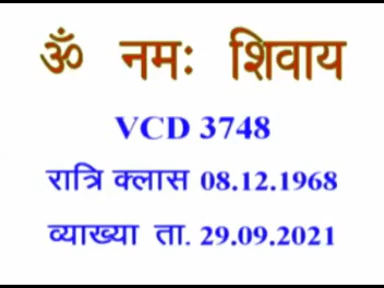 ॐ नमः शिवाय
VCD 3748
रात्रि क्लास 08.12.1968
व्याख्या ता. 29.09.2021